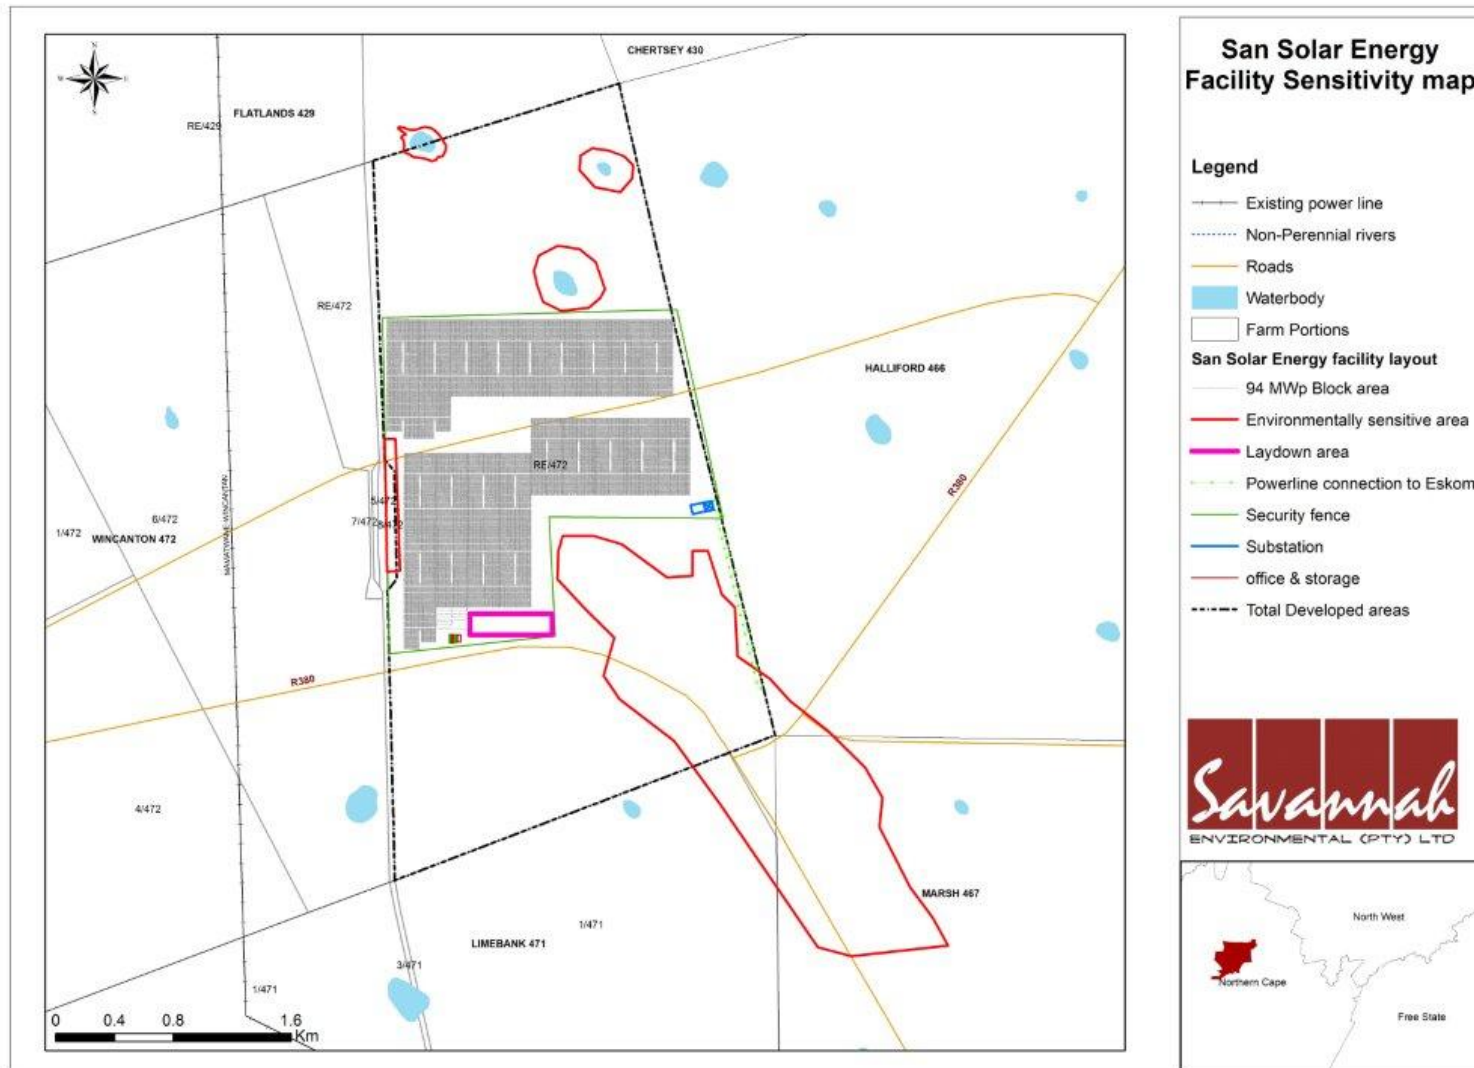 San Solar Energy
Facility Sensitivity map
Legend
Existing power line
Non-Perennial rivers
Roads
Waterbody
Farm Portions
San Solar Energy facility layout
94 MWp Block area
Environmentally sensitive area
Laydown area
Powerline connection to Eskom
Security fence
Substation
office & storage
Total Developed areas
Savannah
ENVIRONMENTAL (PTY) LTD
North West
Northern Cape
Free State
N
W
E
CHERTSEY 430
FLATLANDS 429
RE/429
RE/472
HALLIFORD 466
RE/472
R380
5/472
6/472
7/472
1/472
WINCANTON 472
R380
4/472
MARSH 467
1/471
LIMEBANK 471
3/471
1/471
0 0.4 0.8 1.6
Km